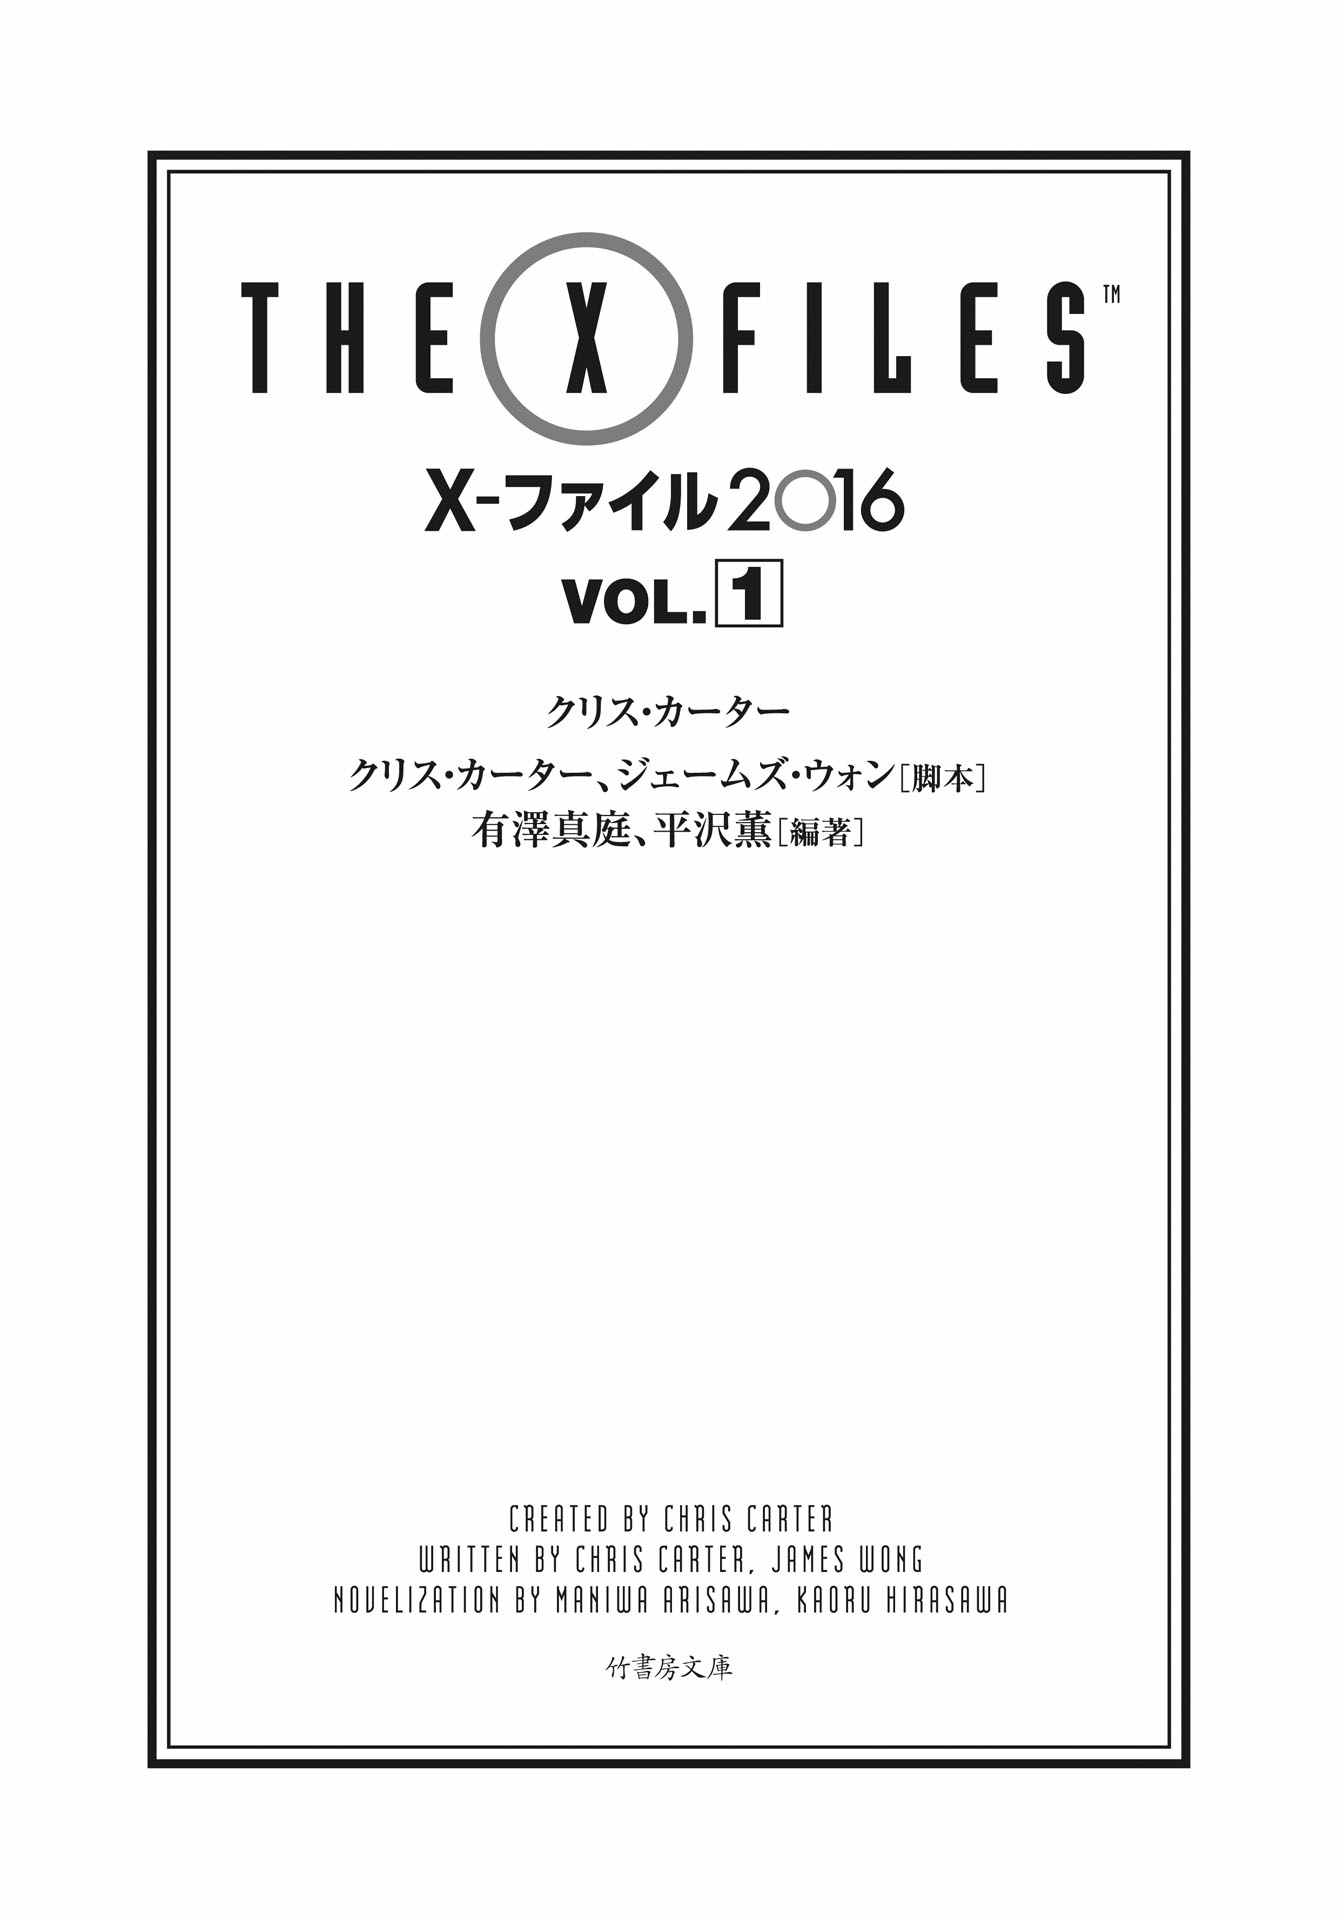 THE X FILES™
X-ファイル2016
VOL.1
クリス・カーター
クリス・カーター、ジェームズ・ウォン[脚本]
有澤真庭、平沢薫[編著]
CREATED BY CHRIS CARTER
WRITTEN BY CHRIS CARTER, JAMES WONG
NOVELIZATION BY MANIWA ARISAWA, KAORU HIRASAWA
竹書房文庫